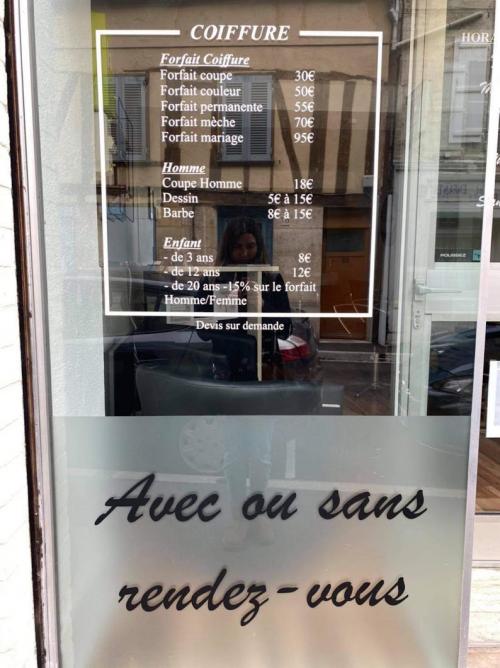 COIFFURE
Forfait Coiffure
Forfait coupe 30€
Forfait couleur 50€
Forfait permanente 55€
Forfait mèche 70€
Forfait mariage 95€
Homme
Coupe Homme 18€
Dessin 5€ à 15€
Barbe 8€ à 15€
Enfant
- de 3 ans 8€
- de 12 ans 12€
- de 20 ans -15% sur le forfait
Homme/Femme
Devis sur demande
Avec ou sans
rendez-vous
HORA
POUSSEZ